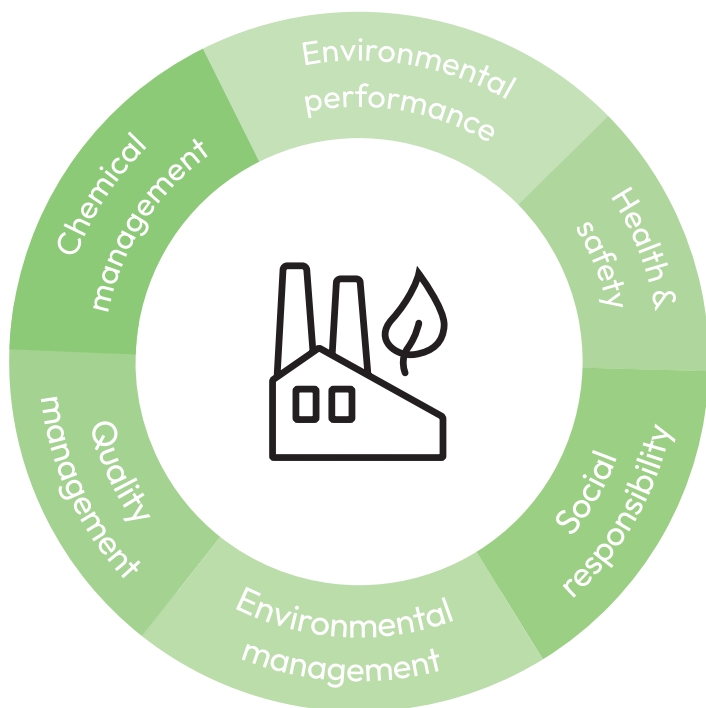 Environmental
performance
Health &
safety
Social
responsibility
Environmental
management
Quality
management
Chemical
management